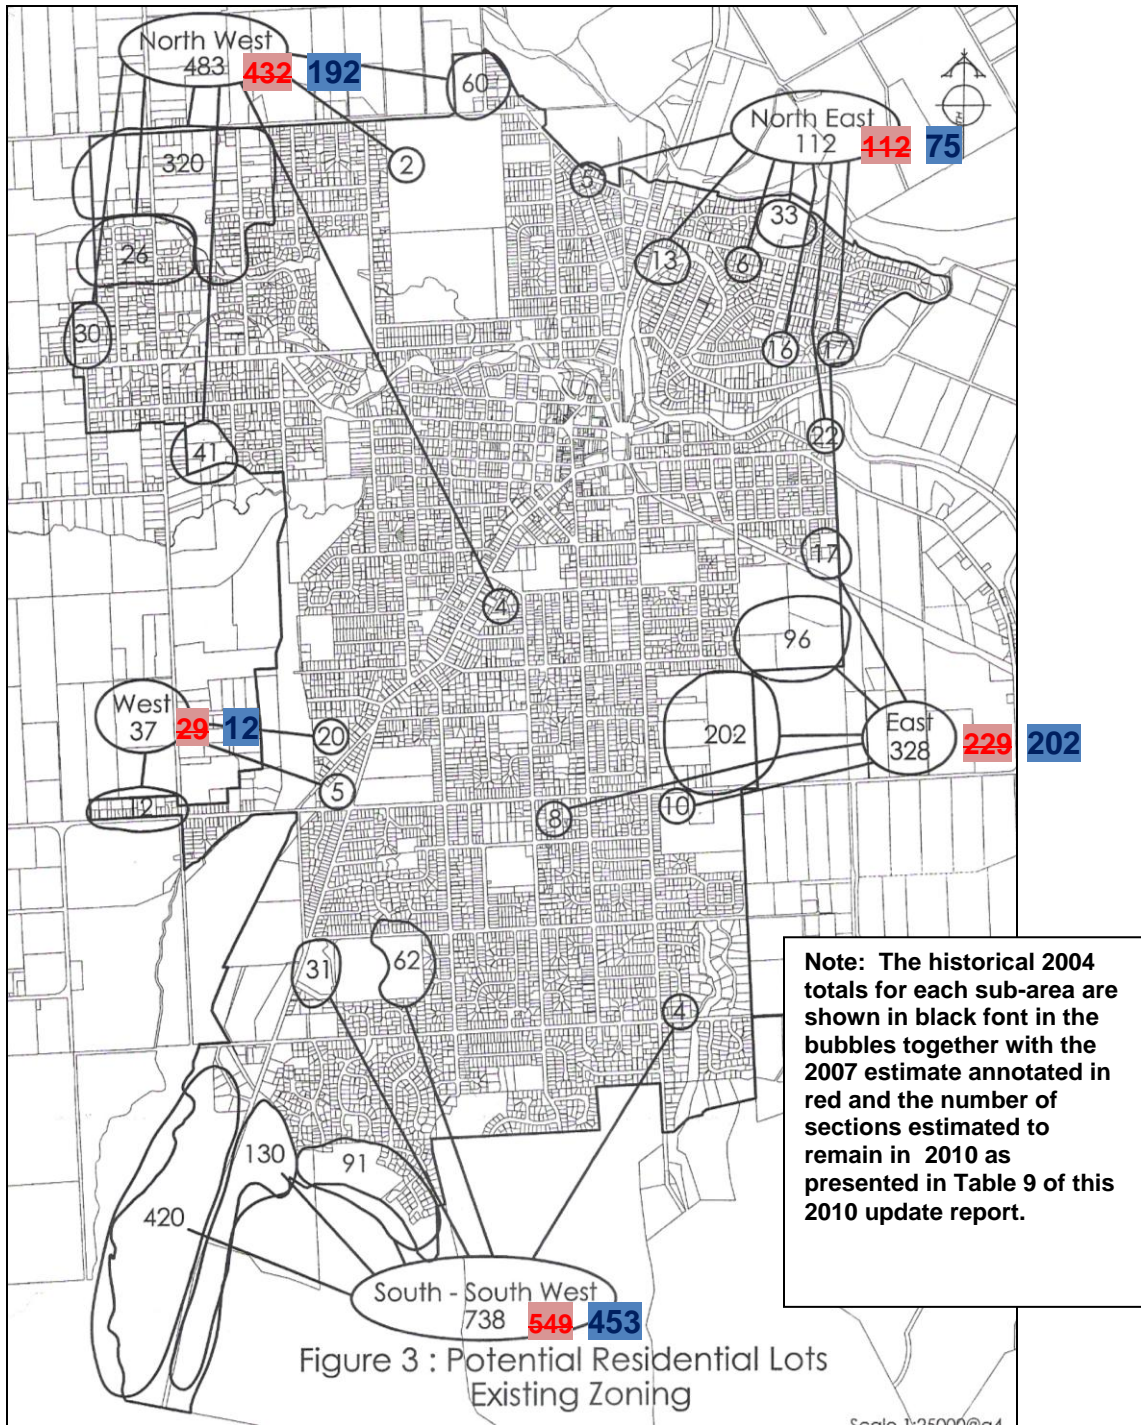 North West
483 432 192
60
North East
112 112 75
320
2
5
33
26
13
6
30
16
17
22
41
17
4
96
West
37 29 12
20
202
East
328 229 202
5
12
8
10
31
62
4
Note: The historical 2004
totals for each sub-area are
shown in black font in the
bubbles together with the
2007 estimate annotated in
red and the number of
sections estimated to
remain in 2010 as
presented in Table 9 of this
2010 update report.
130
91
420
South - South West
738 549 453
Figure 3 : Potential Residential Lots
Existing Zoning
Scale 1:25000@a4